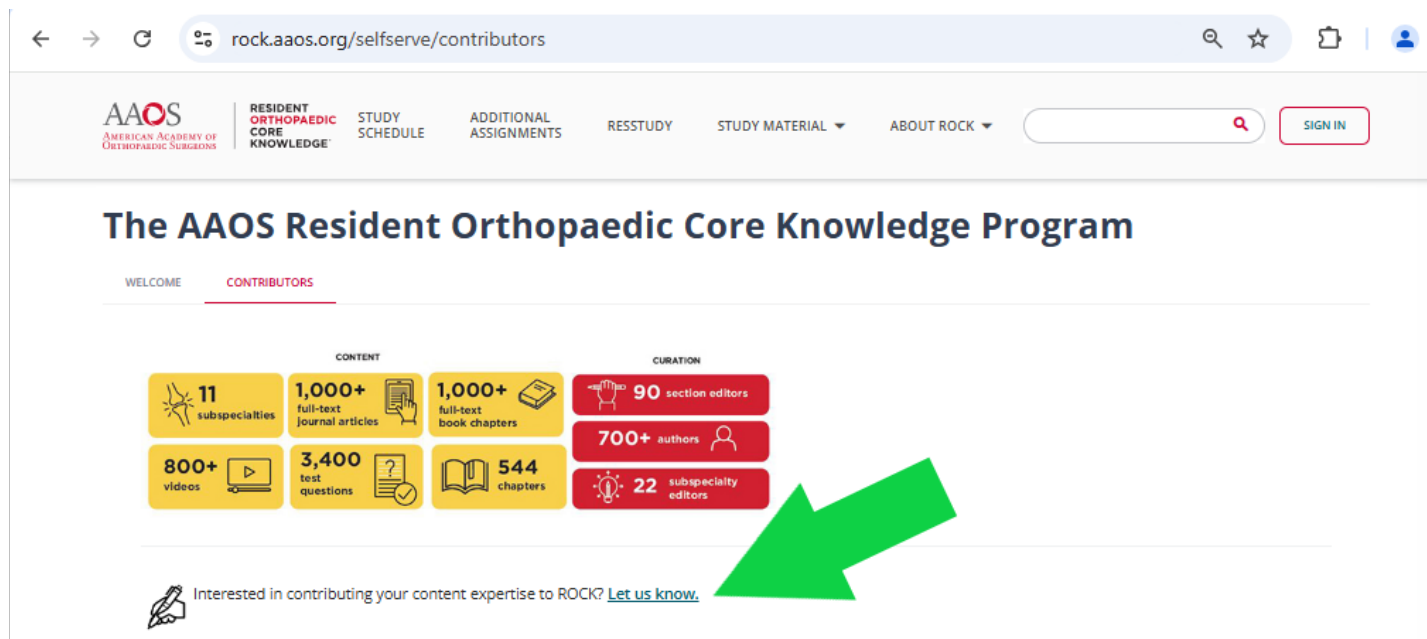 rock.aaos.org/selfserve/contributors
AAOS
AMERICAN ACADEMY OF
ORTHOPAEDIC SURGEONS
RESIDENT
ORTHOPAEDIC
CORE
KNOWLEDGE
STUDY
SCHEDULE
ADDITIONAL
ASSIGNMENTS
RESSTUDY
STUDY MATERIAL
ABOUT ROCK
SIGN IN
The AAOS Resident Orthopaedic Core Knowledge Program
WELCOME
CONTRIBUTORS
CONTENT
11
subspecialties
1,000+
full-text
journal articles
1,000+
full-text
book chapters
800+
videos
3,400
test
questions
544
chapters
CURATION
90 section editors
700+ authors
22 subspecialty
editors
Interested in contributing your content expertise to ROCK? Let us know.